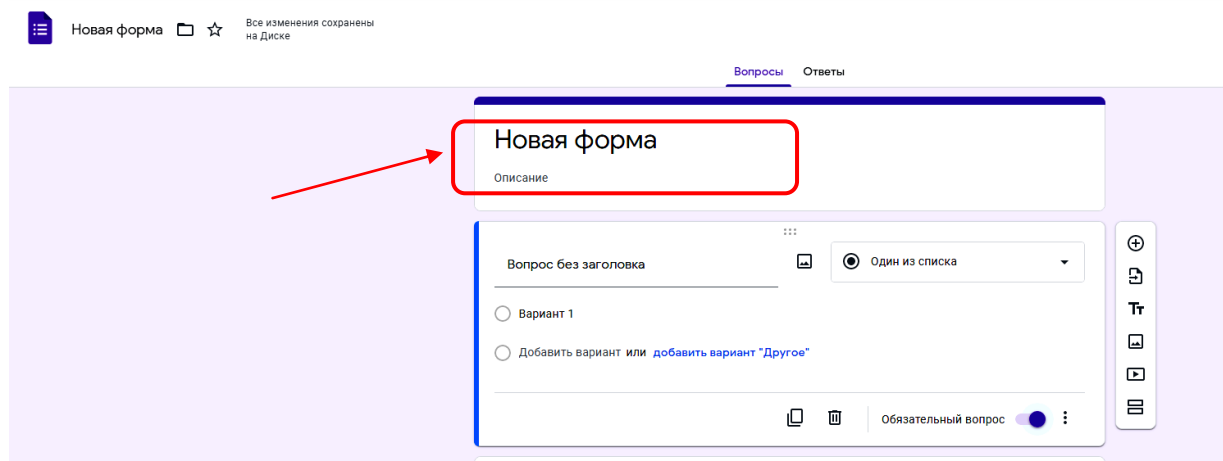 Новая форма
Все изменения сохранены
на Диске
Вопросы Ответы
Новая форма
Описание
Вопрос без заголовка
Один из списка
Вариант 1
Добавить вариант или добавить вариант "Другое"
Обязательный вопрос
Тт